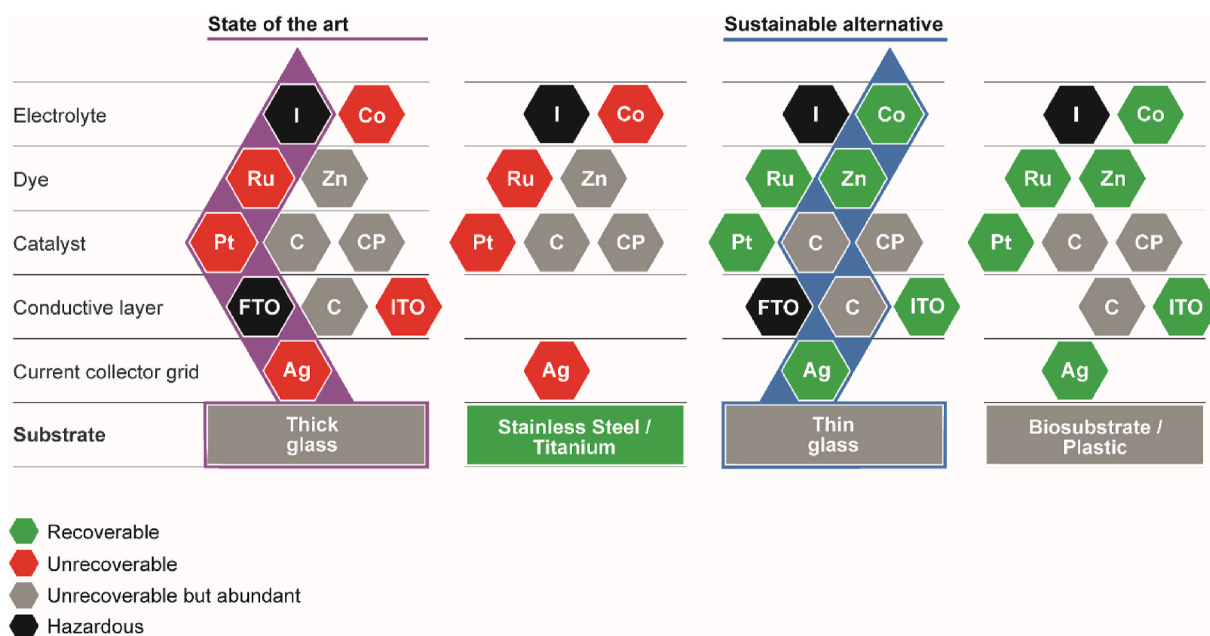 State of the art
Sustainable alternative
Electrolyte
I
Co
I
Co
I
Co
I
Co
Dye
Ru
Zn
Ru
Zn
Ru
Zn
Ru
Zn
Catalyst
Pt
C
CP
Pt
C
CP
Pt
C
CP
Pt
C
CP
Conductive layer
FTO
C
ITO
FTO
C
ITO
C
ITO
Current collector grid
Ag
Ag
Ag
Ag
Substrate
Thick
glass
Stainless Steel /
Titanium
Thin
glass
Biosubstrate /
Plastic
Recoverable
Unrecoverable
Unrecoverable but abundant
Hazardous